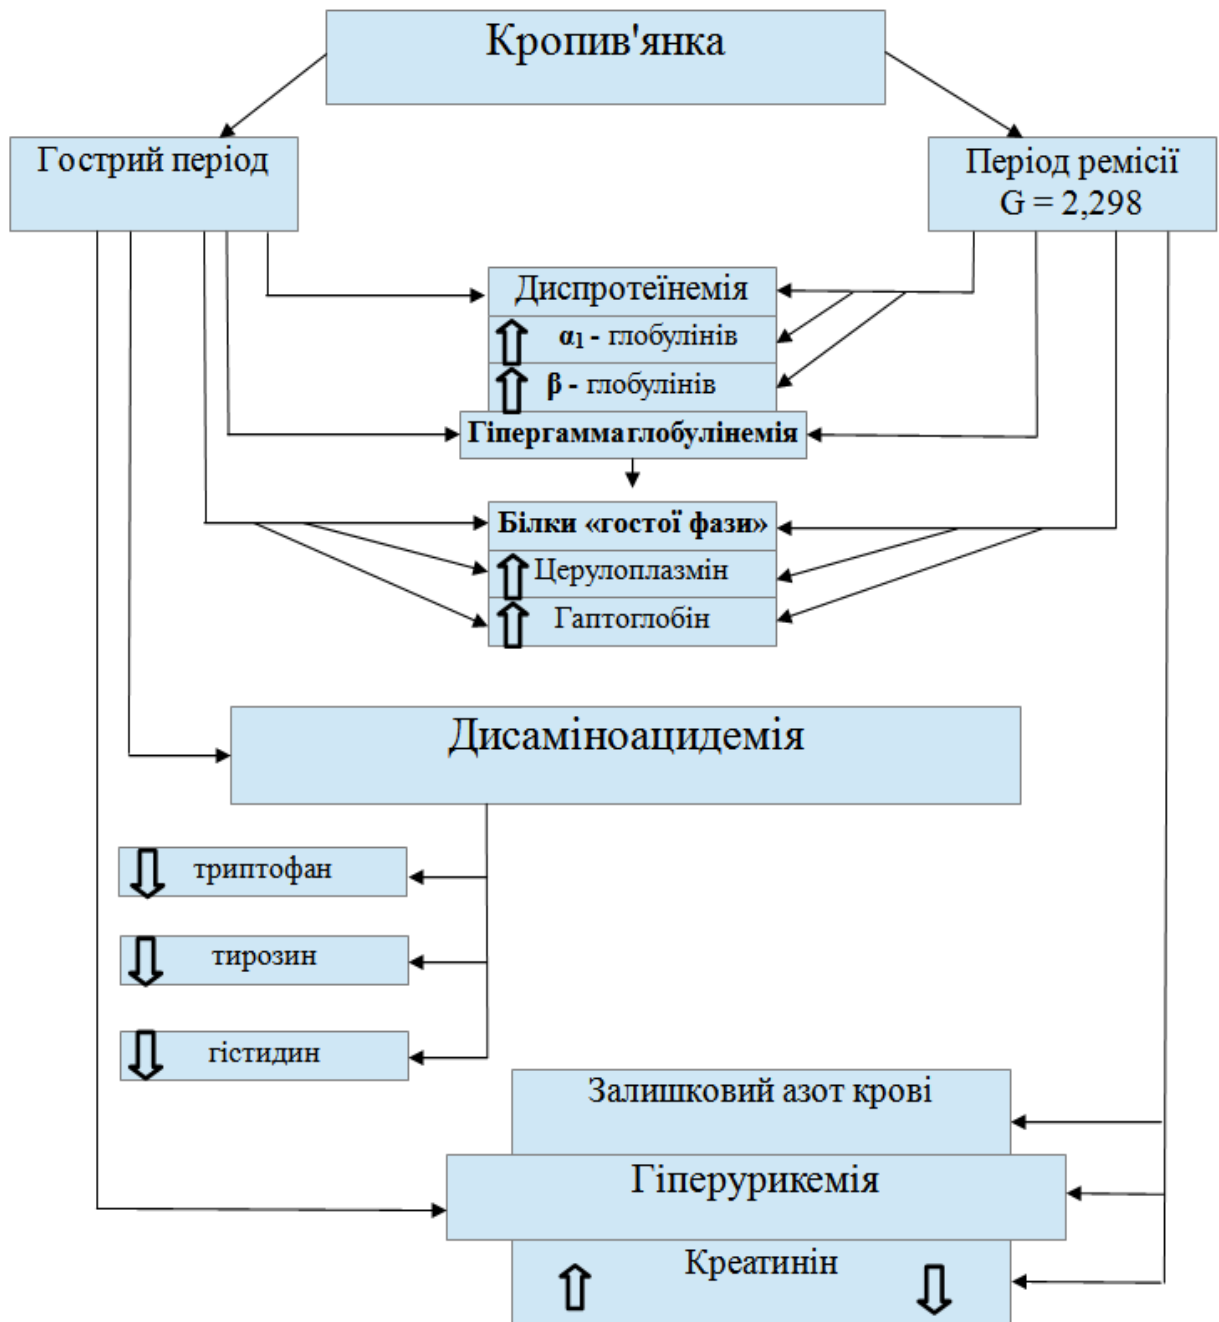 Кропив'янка
Гострий період
Період ремісії
G = 2,298
Диспротеїнемія
α1 - глобулінів
β - глобулінів
Гіпергаммаглобулінемія
Білки «гостої фази»
Церулоплазмін
Гаптоглобін
Дисаміноацидемія
триптофан
тирозин
гістидин
Залишковий азот крові
Гіперурикемія
Креатинін